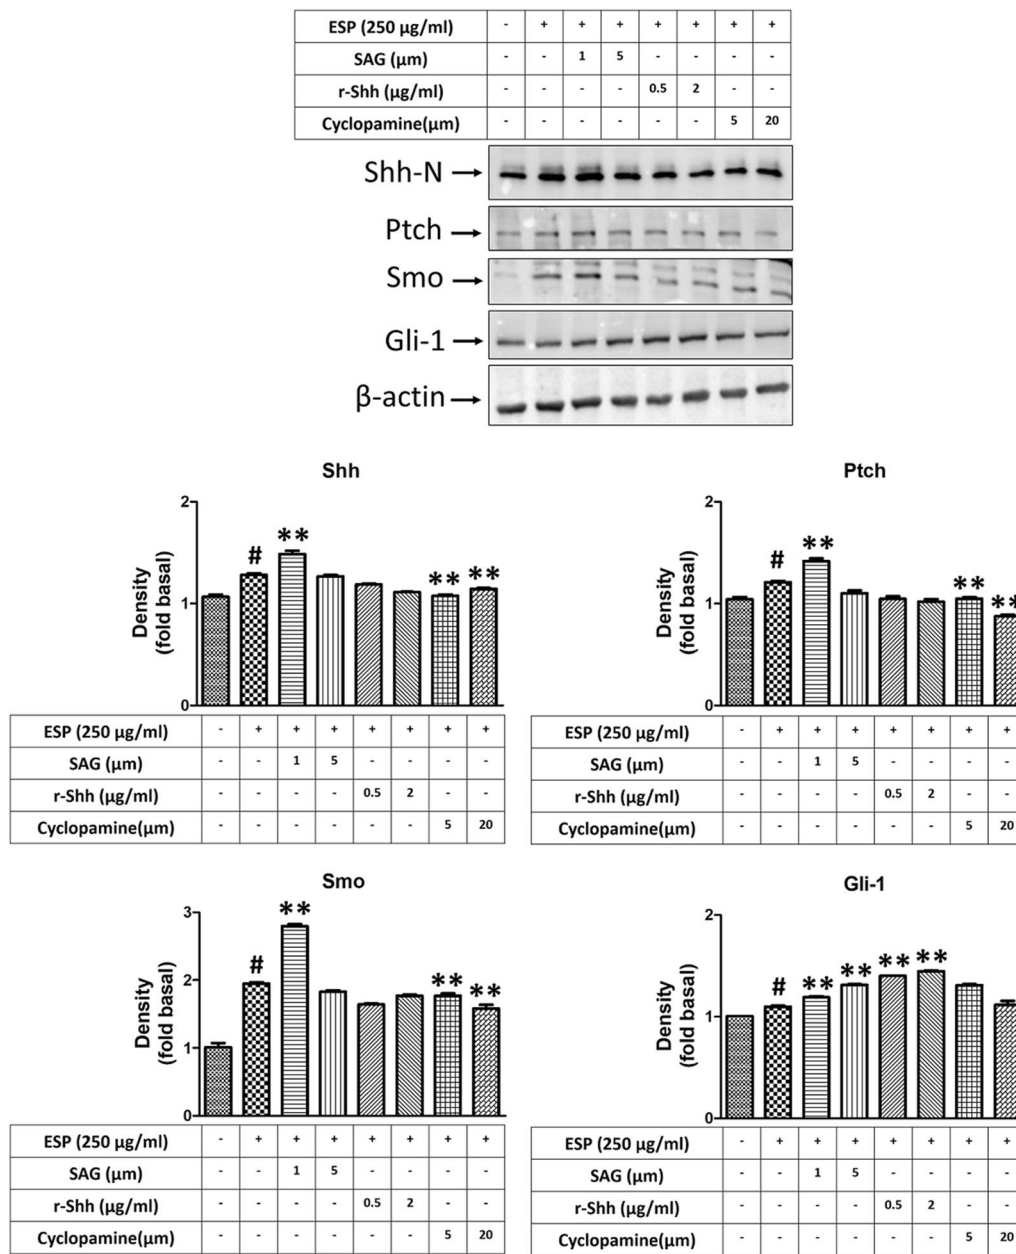 ESP (250 µg/ml) - + + + + + + +
SAG (µm) - - 1 5 - - - -
r-Shh (µg/ml) - - - - 0.5 2 - -
Cyclopamine(µm) - - - - - - 5 20
Shh-N
Ptch
Smo
Gli-1
β-actin
Shh
Density
(fold basal)
2
1
0
# ** ** **
ESP (250 µg/ml) - + + + + + + +
SAG (µm) - - 1 5 - - - -
r-Shh (µg/ml) - - - - 0.5 2 - -
Cyclopamine(µm) - - - - - - 5 20
Ptch
Density
(fold basal)
2
1
0
# ** ** **
ESP (250 µg/ml) - + + + + + + +
SAG (µm) - - 1 5 - - - -
r-Shh (µg/ml) - - - - 0.5 2 - -
Cyclopamine(µm) - - - - - - 5 20
Smo
Density
(fold basal)
3
2
1
0
# ** ** **
ESP (250 µg/ml) - + + + + + + +
SAG (µm) - - 1 5 - - - -
r-Shh (µg/ml) - - - - 0.5 2 - -
Cyclopamine(µm) - - - - - - 5 20
Gli-1
Density
(fold basal)
2
1
0
# ** ** ** **
ESP (250 µg/ml) - + + + + + + +
SAG (µm) - - 1 5 - - - -
r-Shh (µg/ml) - - - - 0.5 2 - -
Cyclopamine(µm) - - - - - - 5 20